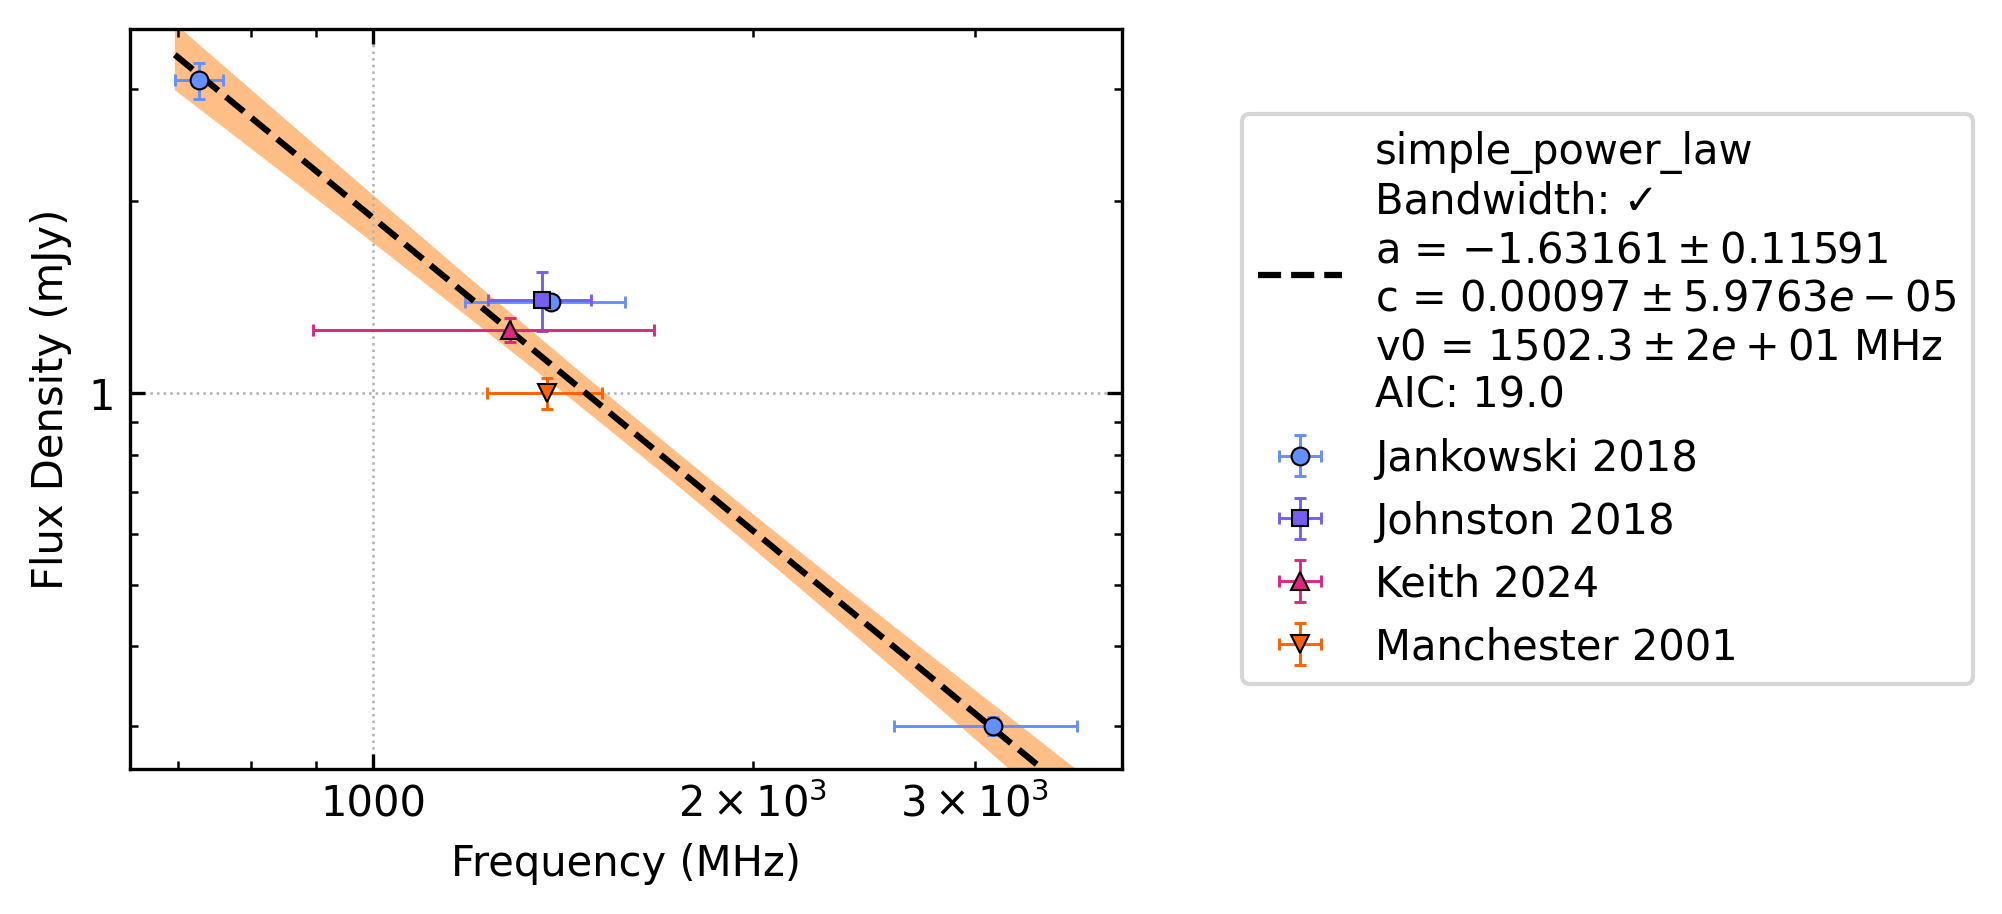 Flux Density (mJy)
1
1000
2 × 10³
3 × 10³
Frequency (MHz)
simple_power_law
Bandwidth: ✓
a = −1.63161 ± 0.11591
c = 0.00097 ± 5.9763e − 05
v0 = 1502.3 ± 2e + 01 MHz
AIC: 19.0
Jankowski 2018
Johnston 2018
Keith 2024
Manchester 2001